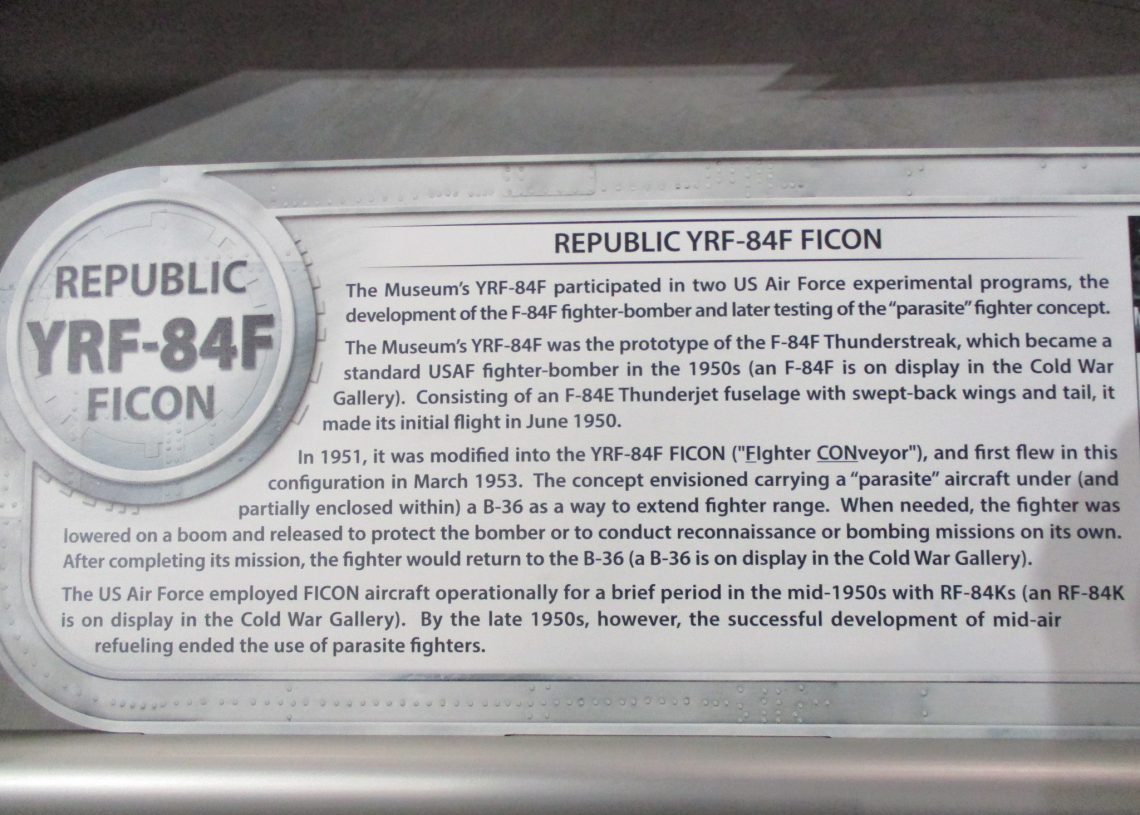 REPUBLIC
YRF-84F
FICON
REPUBLIC YRF-84F FICON
The Museum's YRF-84F participated in two US Air Force experimental programs, the
development of the F-84F fighter-bomber and later testing of the "parasite" fighter concept.
The Museum's YRF-84F was the prototype of the F-84F Thunderstreak, which became a
standard USAF fighter-bomber in the 1950s (an F-84F is on display in the Cold War
Gallery). Consisting of an F-84E Thunderjet fuselage with swept-back wings and tail, it
made its initial flight in June 1950.
In 1951, it was modified into the YRF-84F FICON ("FIghter CONveyor"), and first flew in this
configuration in March 1953. The concept envisioned carrying a "parasite" aircraft under (and
partially enclosed within) a B-36 as a way to extend fighter range. When needed, the fighter was
lowered on a boom and released to protect the bomber or to conduct reconnaissance or bombing missions on its own.
After completing its mission, the fighter would return to the B-36 (a B-36 is on display in the Cold War Gallery).
The US Air Force employed FICON aircraft operationally for a brief period in the mid-1950s with RF-84Ks (an RF-84K
is on display in the Cold War Gallery). By the late 1950s, however, the successful development of mid-air
refueling ended the use of parasite fighters.